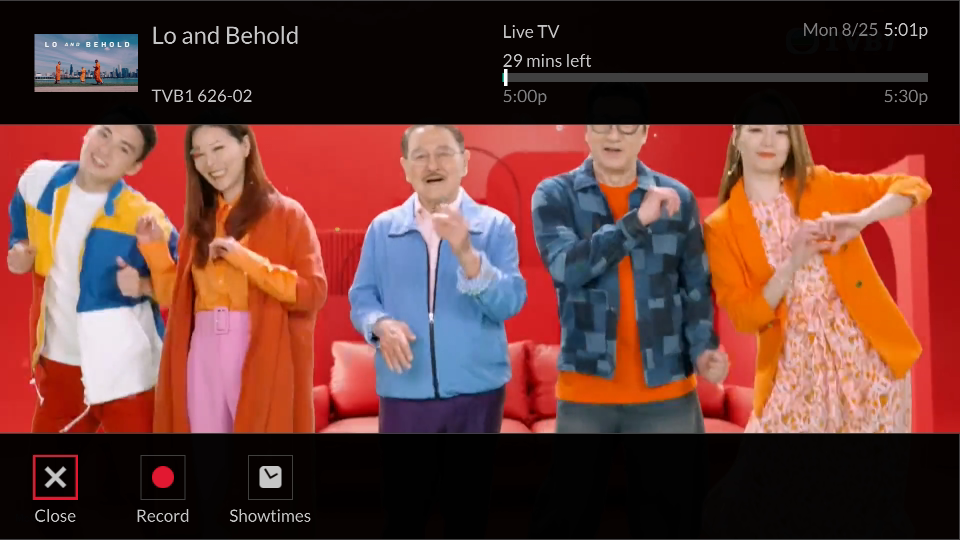 LO AND BEHOLD
Lo and Behold
TVB1 626-02
Live TV
29 mins left
5:00p
5:30p
Mon 8/25 5:01p
TVB1
Close
Record
Showtimes